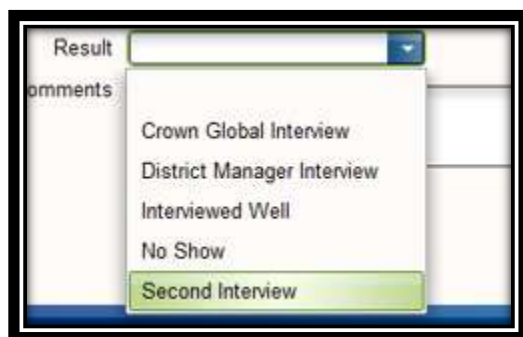 Result
omments
Crown Global Interview
District Manager Interview
Interviewed Well
No Show
Second Interview